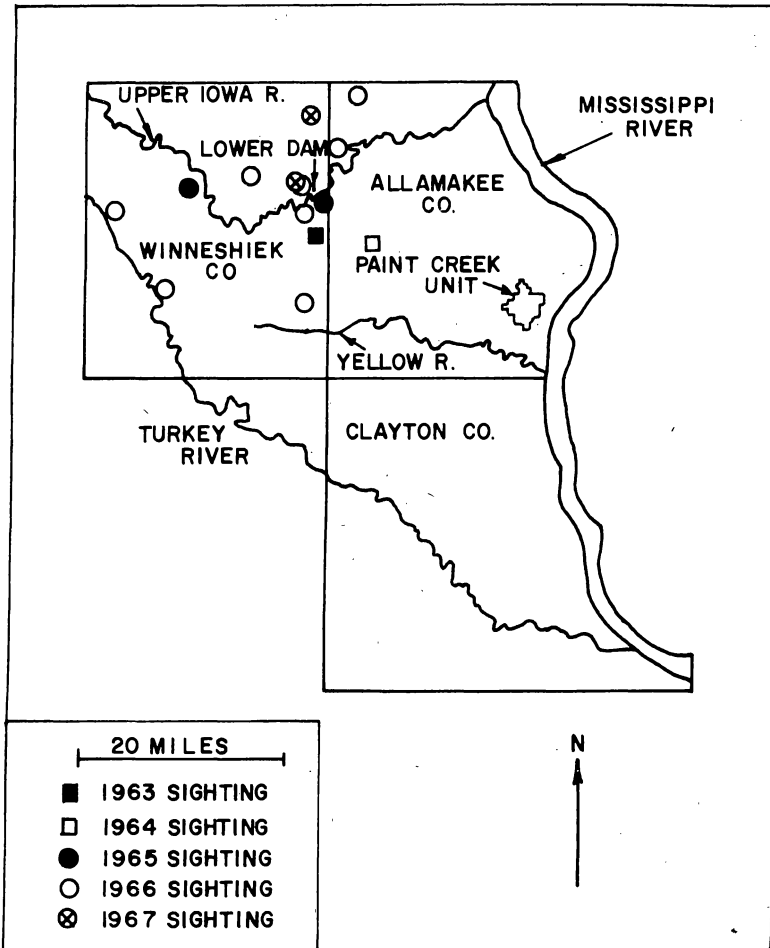 UPPER IOWA R.
MISSISSIPPI
RIVER
LOWER DAM
ALLAMAKEE
CO.
WINNESHIEK
CO
PAINT CREEK
UNIT
YELLOW R.
TURKEY
RIVER
CLAYTON CO.
20 MILES
N
1963 SIGHTING
1964 SIGHTING
1965 SIGHTING
1966 SIGHTING
1967 SIGHTING